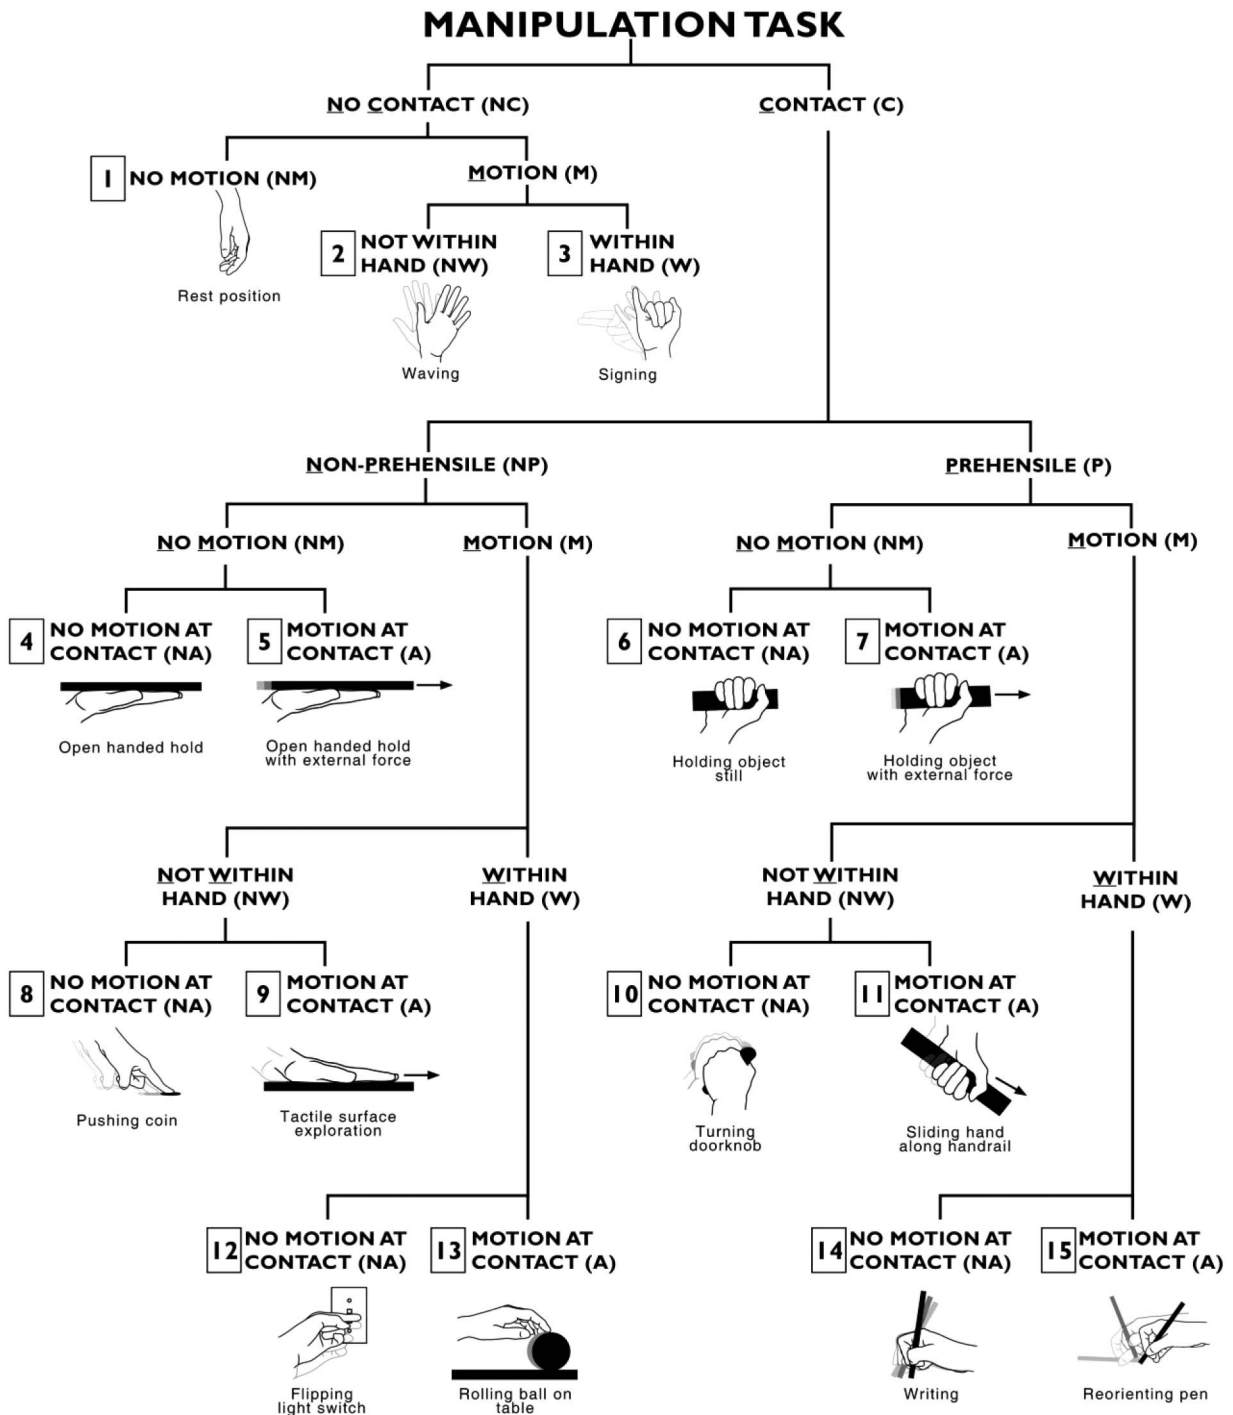 MANIPULATION TASK
NO CONTACT (NC)
CONTACT (C)
1 NO MOTION (NM)
MOTION (M)
Rest position
2 NOT WITHIN
HAND (NW)
3 WITHIN
HAND (W)
Waving
Signing
NON-PREHENSILE (NP)
PREHENSILE (P)
NO MOTION (NM)
MOTION (M)
NO MOTION (NM)
MOTION (M)
4 NO MOTION AT
CONTACT (NA)
5 MOTION AT
CONTACT (A)
6 NO MOTION AT
CONTACT (NA)
7 MOTION AT
CONTACT (A)
Open handed hold
Open handed hold
with external force
Holding object
still
Holding object
with external force
NOT WITHIN
HAND (NW)
WITHIN
HAND (W)
NOT WITHIN
HAND (NW)
WITHIN
HAND (W)
8 NO MOTION AT
CONTACT (NA)
9 MOTION AT
CONTACT (A)
10 NO MOTION AT
CONTACT (NA)
11 MOTION AT
CONTACT (A)
Pushing coin
Tactile surface
exploration
Turning
doorknob
Sliding hand
along handrail
12 NO MOTION AT
CONTACT (NA)
13 MOTION AT
CONTACT (A)
14 NO MOTION AT
CONTACT (NA)
15 MOTION AT
CONTACT (A)
Flipping
light switch
Rolling ball on
table
Writing
Reorienting pen